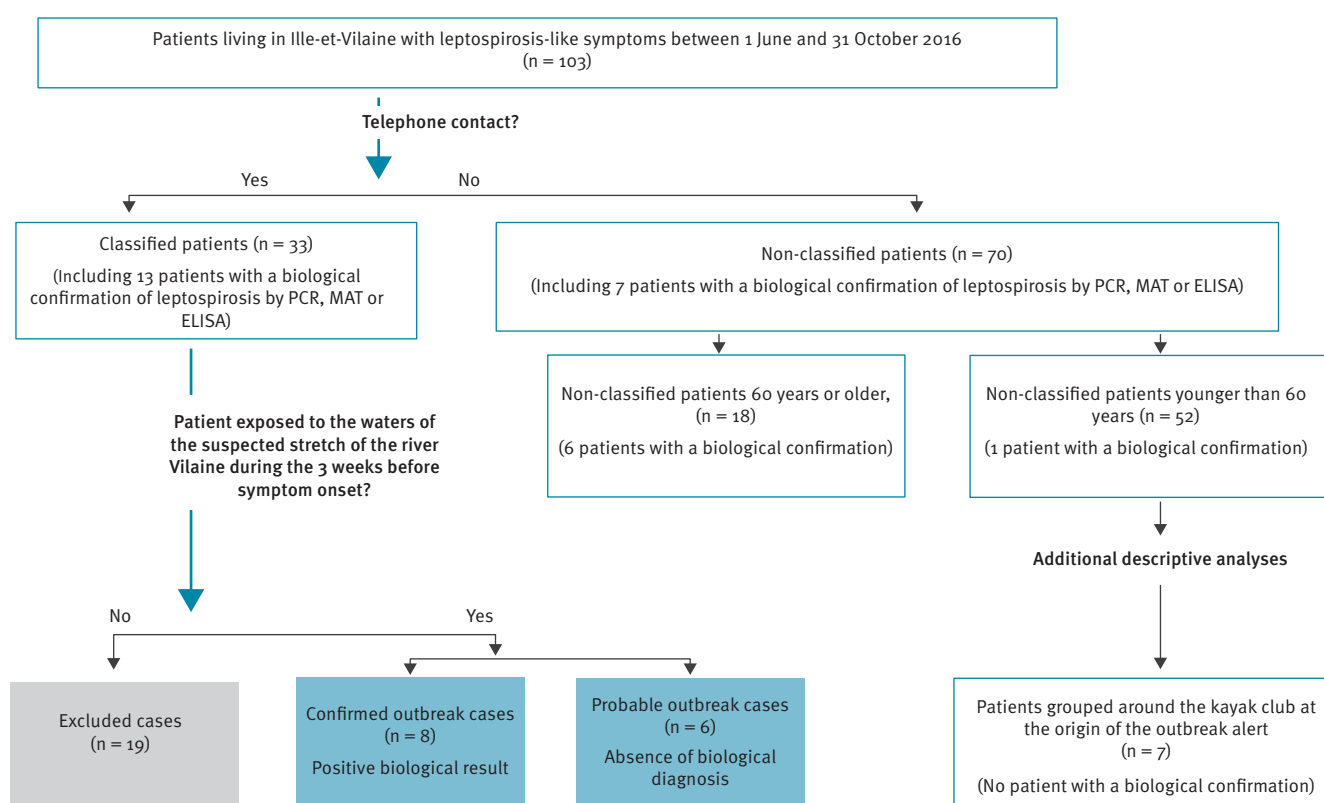 Patients living in Ille-et-Vilaine with leptospirosis-like symptoms between 1 June and 31 October 2016
(n = 103)
Telephone contact?
Yes
No
Classified patients (n = 33)
(Including 13 patients with a biological
confirmation of leptospirosis by PCR, MAT or
ELISA)
Non-classified patients (n = 70)
(Including 7 patients with a biological confirmation of leptospirosis by PCR, MAT or ELISA)
Non-classified patients 60 years or older,
(n = 18)
(6 patients with a biological confirmation)
Non-classified patients younger than 60
years (n = 52)
(1 patient with a biological confirmation)
Patient exposed to the waters of
the suspected stretch of the river
Vilaine during the 3 weeks before
symptom onset?
Additional descriptive analyses
No
Yes
Excluded cases
(n = 19)
Confirmed outbreak cases
(n = 8)
Positive biological result
Probable outbreak cases
(n = 6)
Absence of biological
diagnosis
Patients grouped around the kayak club at
the origin of the outbreak alert
(n = 7)
(No patient with a biological confirmation)